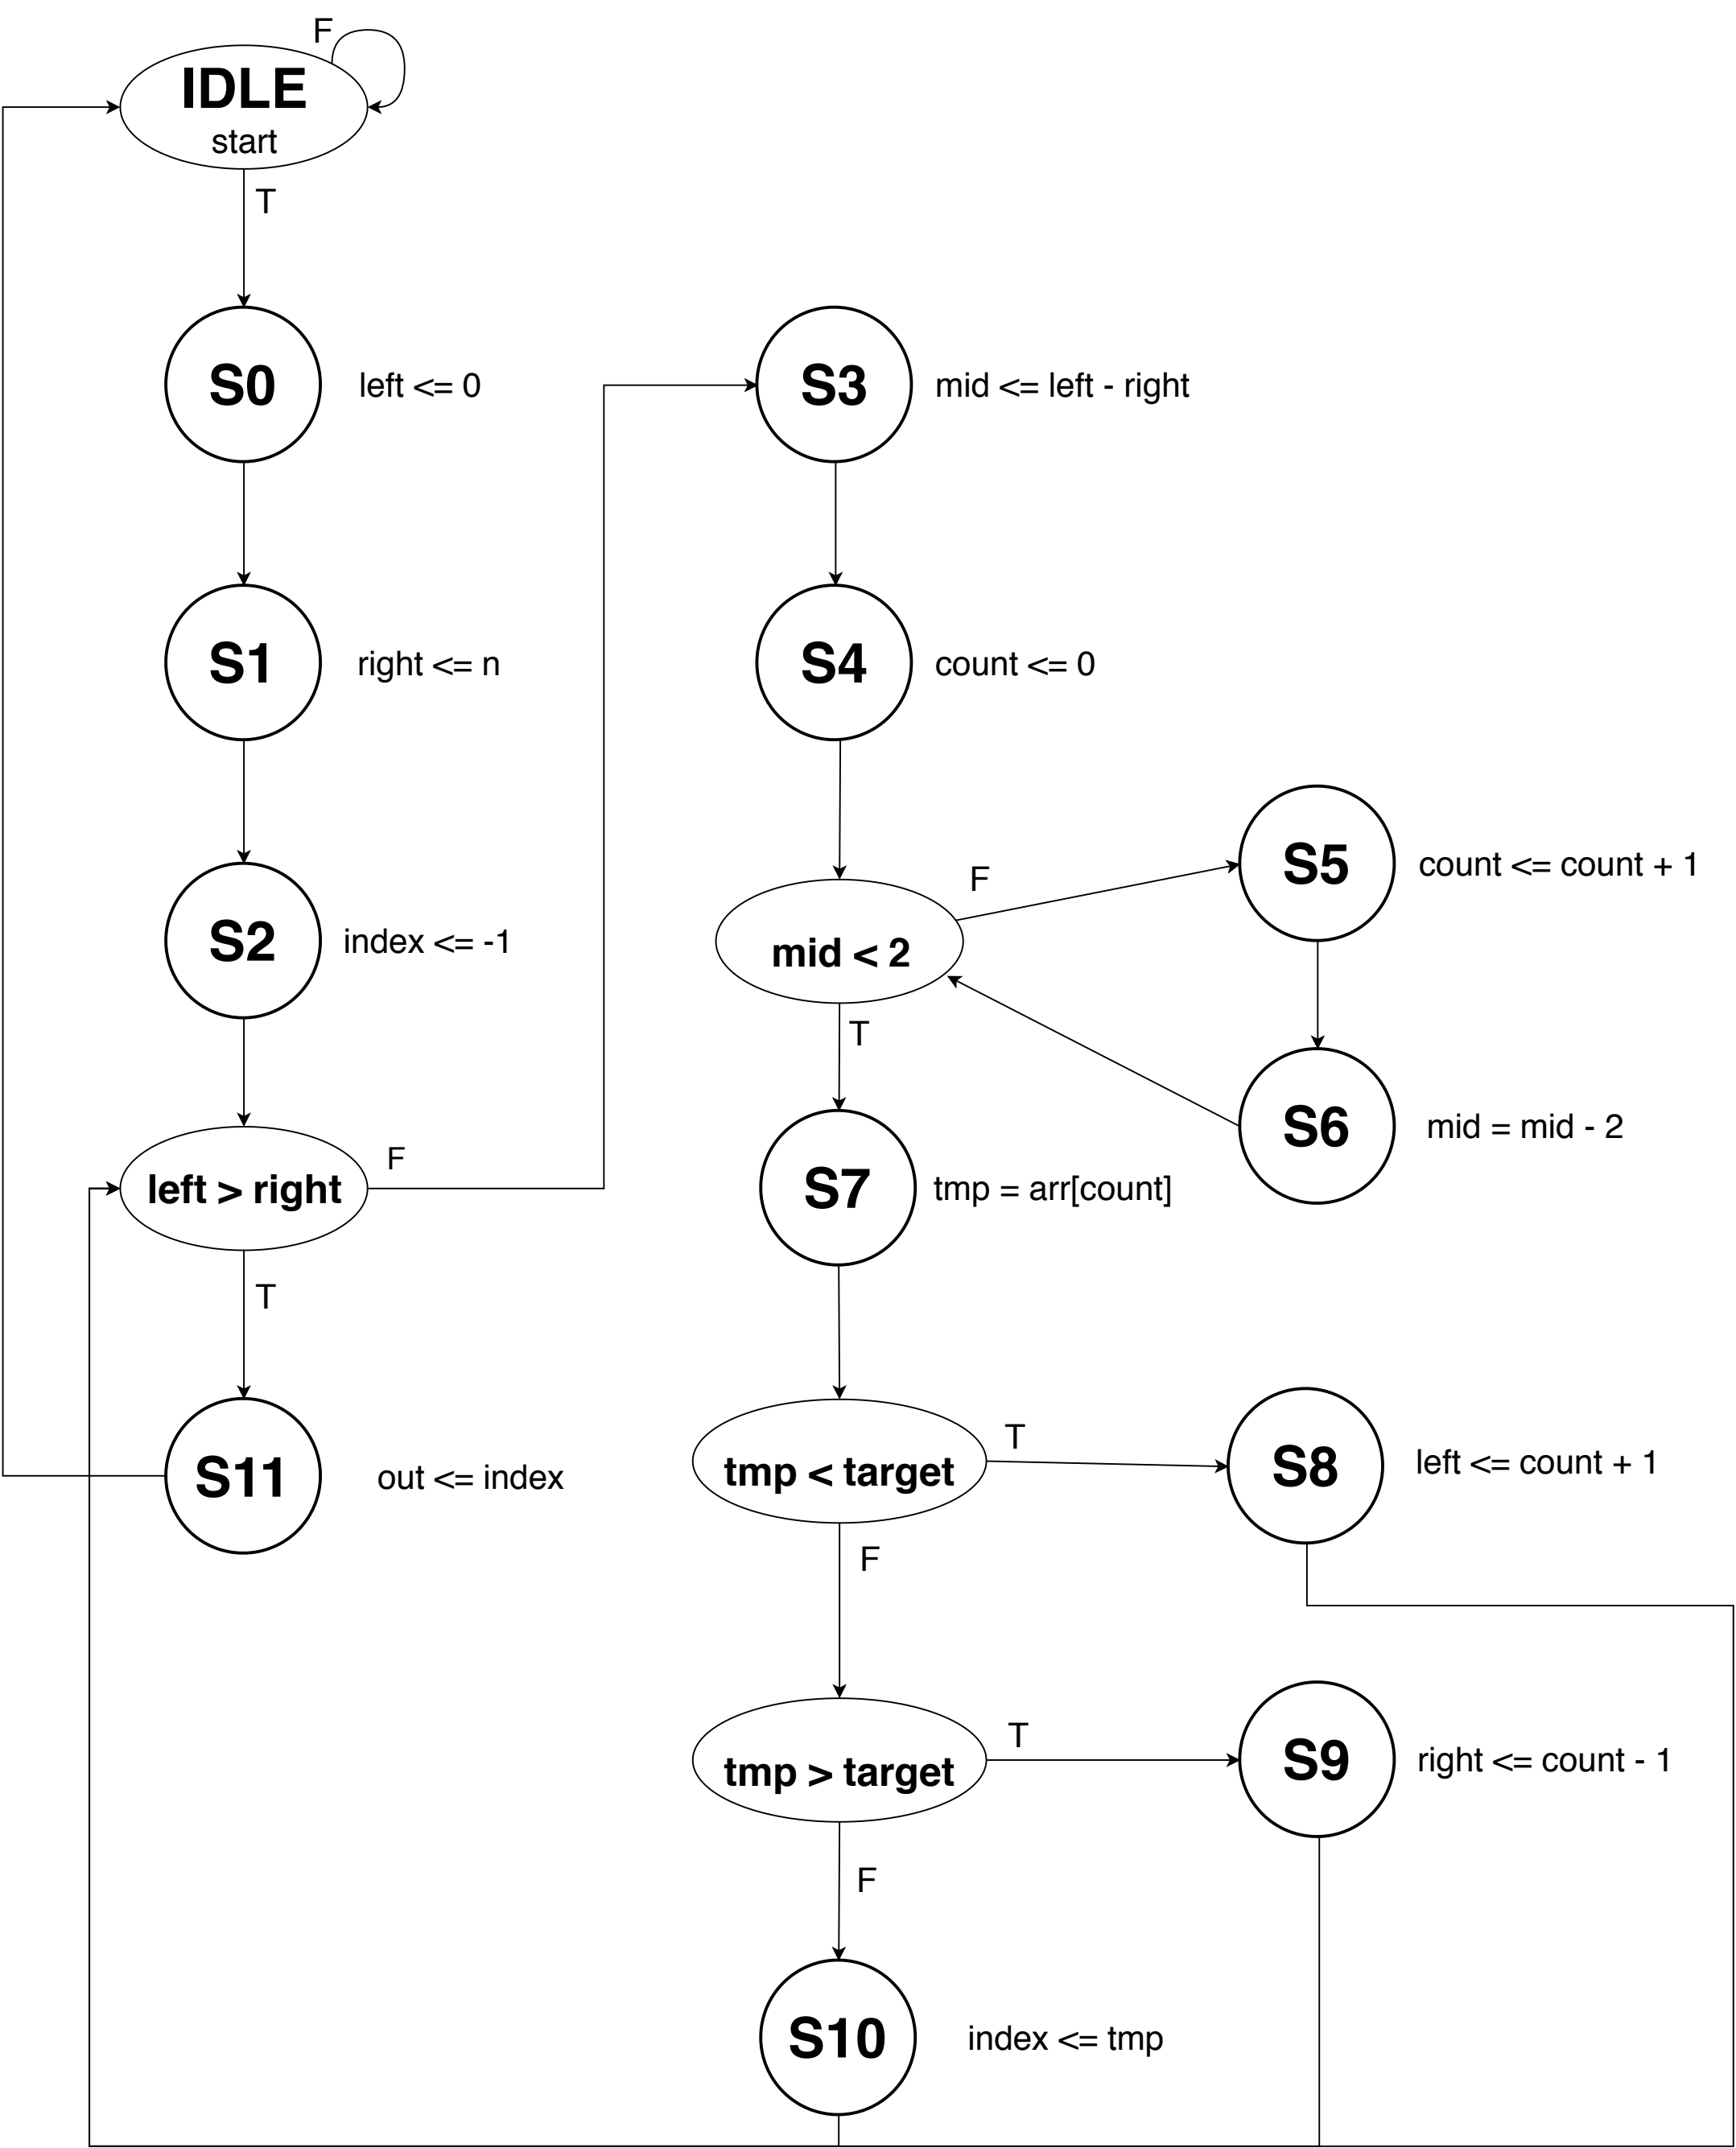 F
IDLE
start
T
S0
left <= 0
S1
right <= n
S2
index <= -1
left > right
F
T
S11
out <= index
S3
mid <= left - right
S4
count <= 0
mid < 2
F
T
S5
count <= count + 1
S6
mid = mid - 2
S7
tmp = arr[count]
tmp < target
T
F
S8
left <= count + 1
tmp > target
T
F
S9
right <= count - 1
S10
index <= tmp